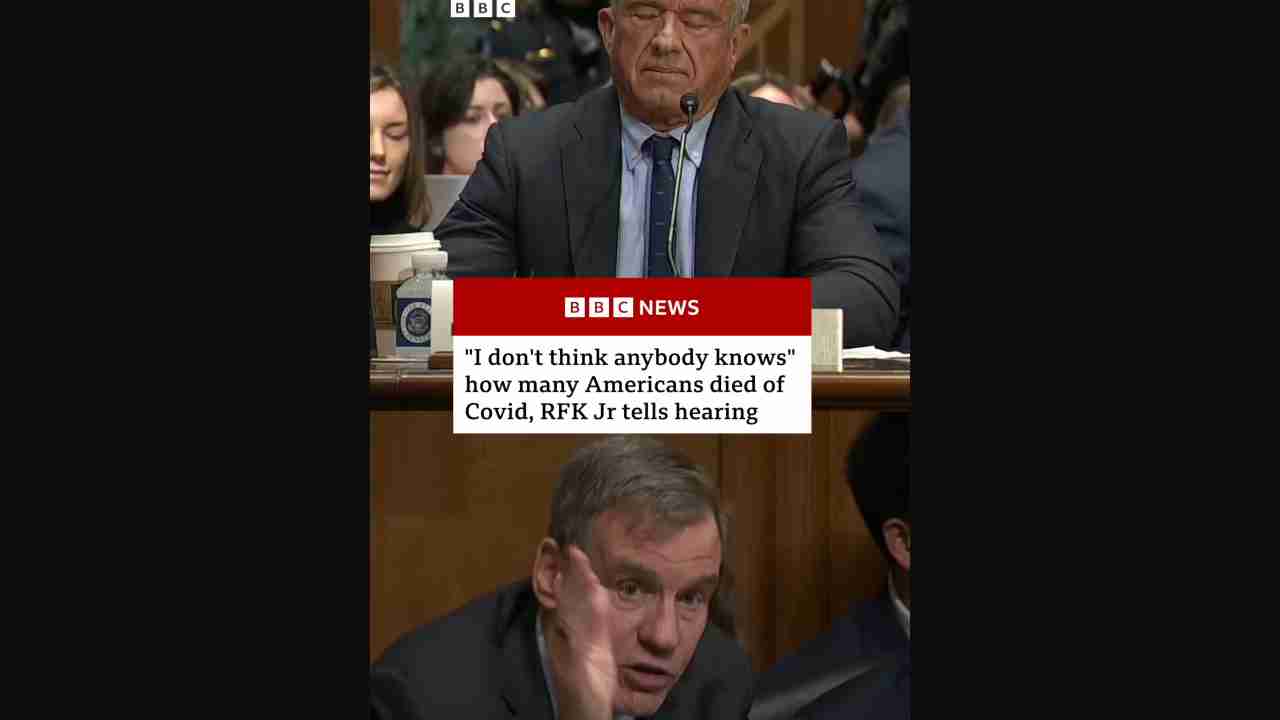 BBC
BBC NEWS
"I don't think anybody knows"
how many Americans died of
Covid, RFK Jr tells hearing